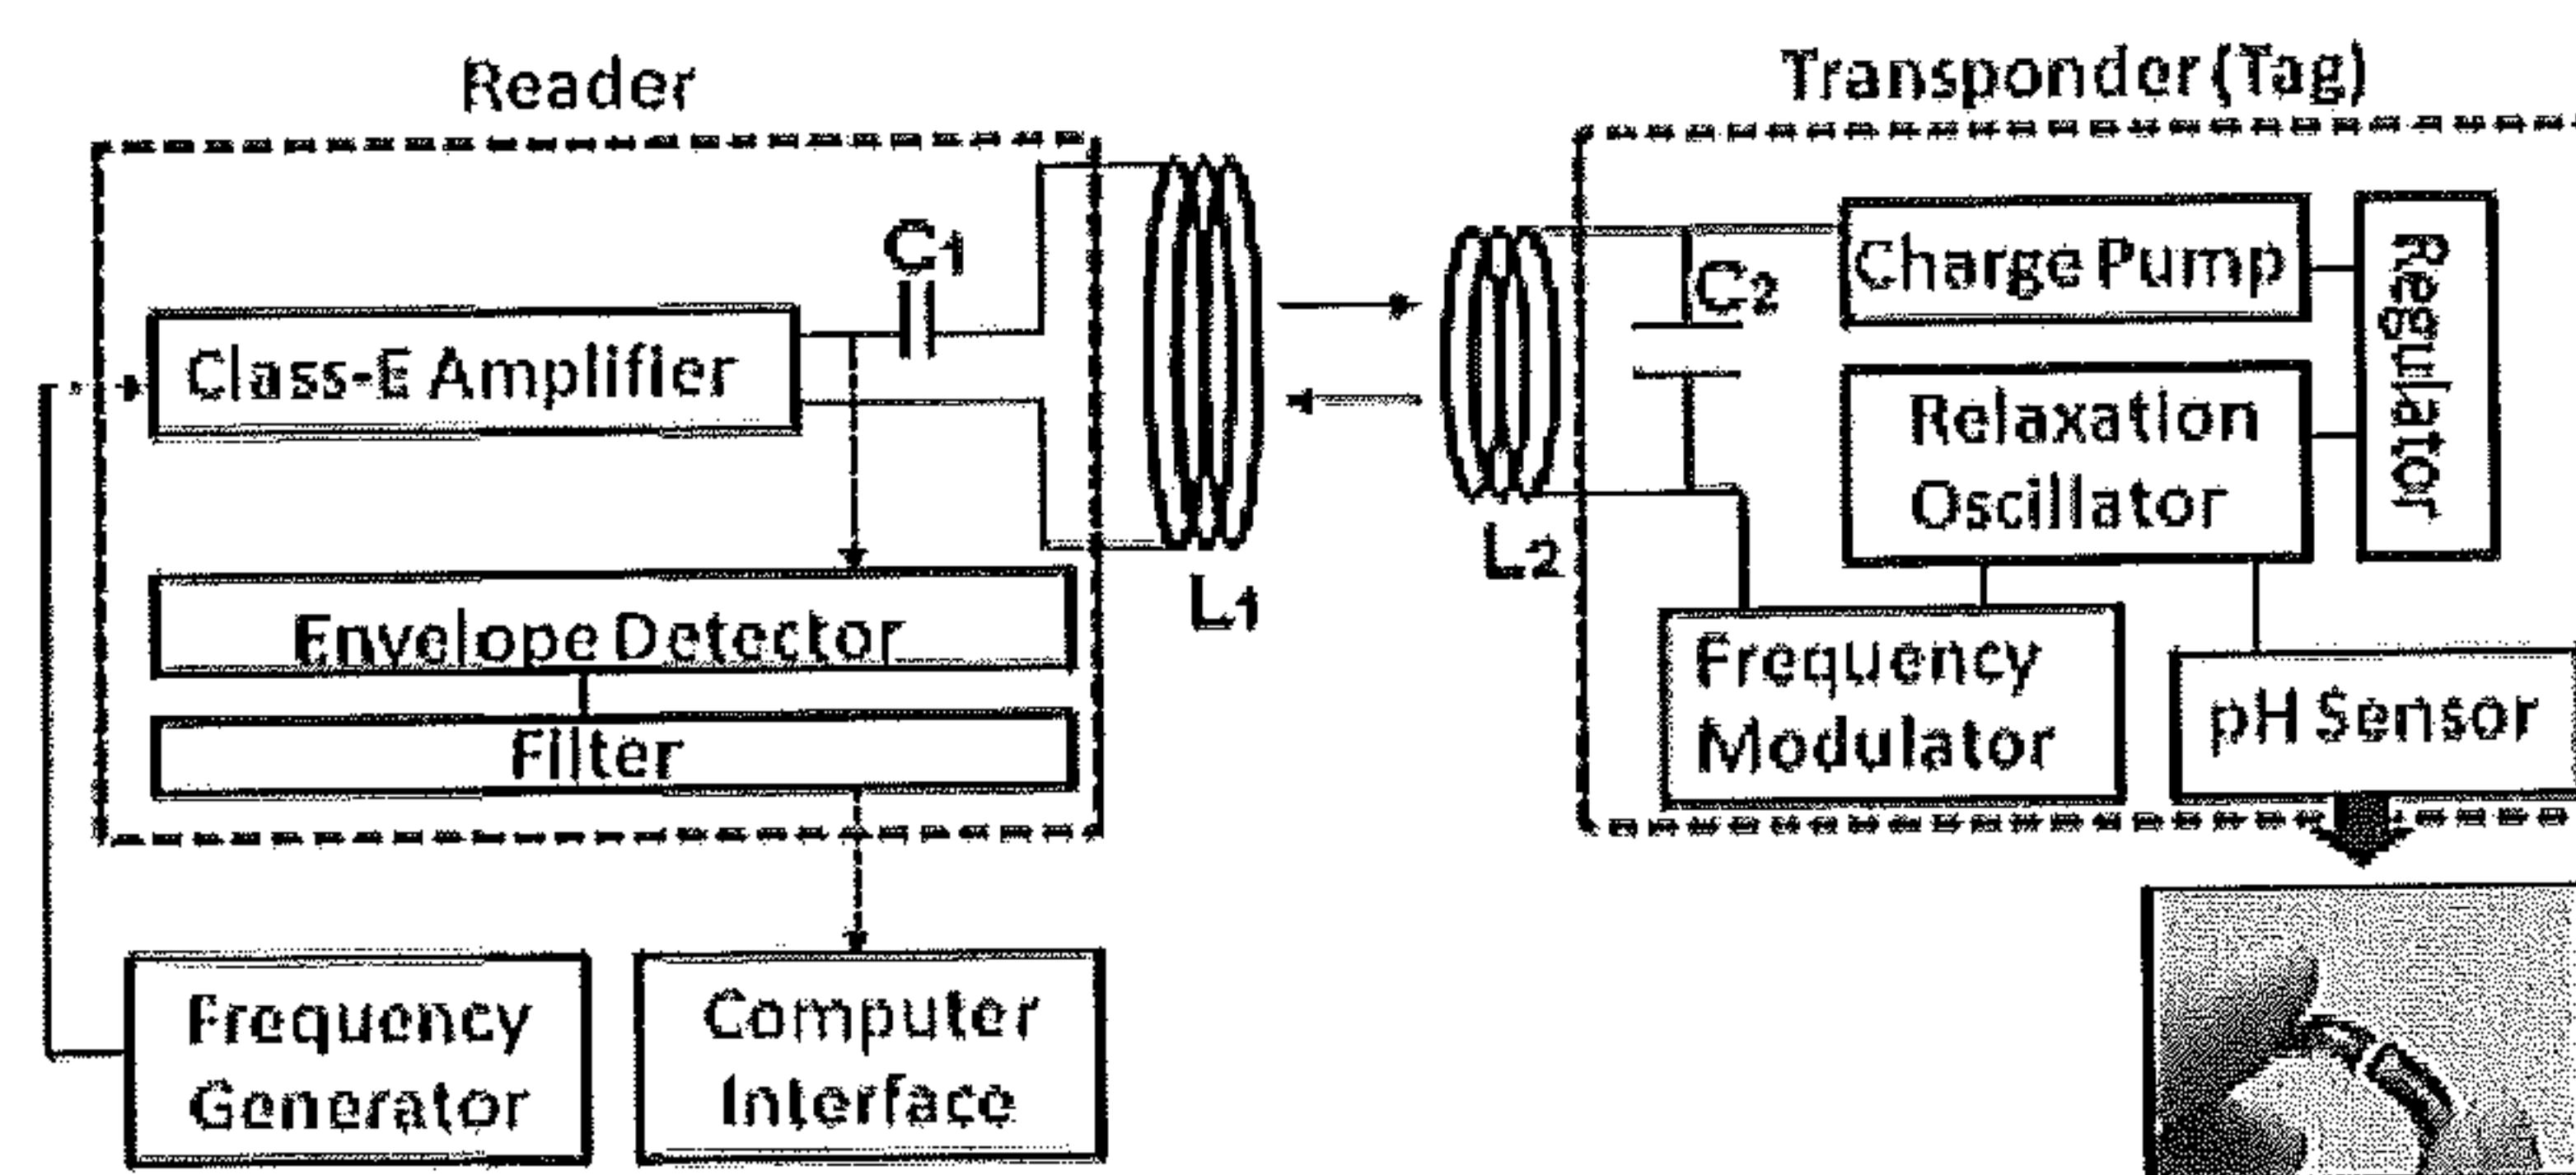 Reader
Transponder (Tag)
C1
Class-E Amplifier
Envelope Detector
Filter
Frequency
Generator
Computer
Interface
L1
L2
C2
Charge Pump
Regulator
Relaxation
Oscillator
Frequency
Modulator
pH Sensor